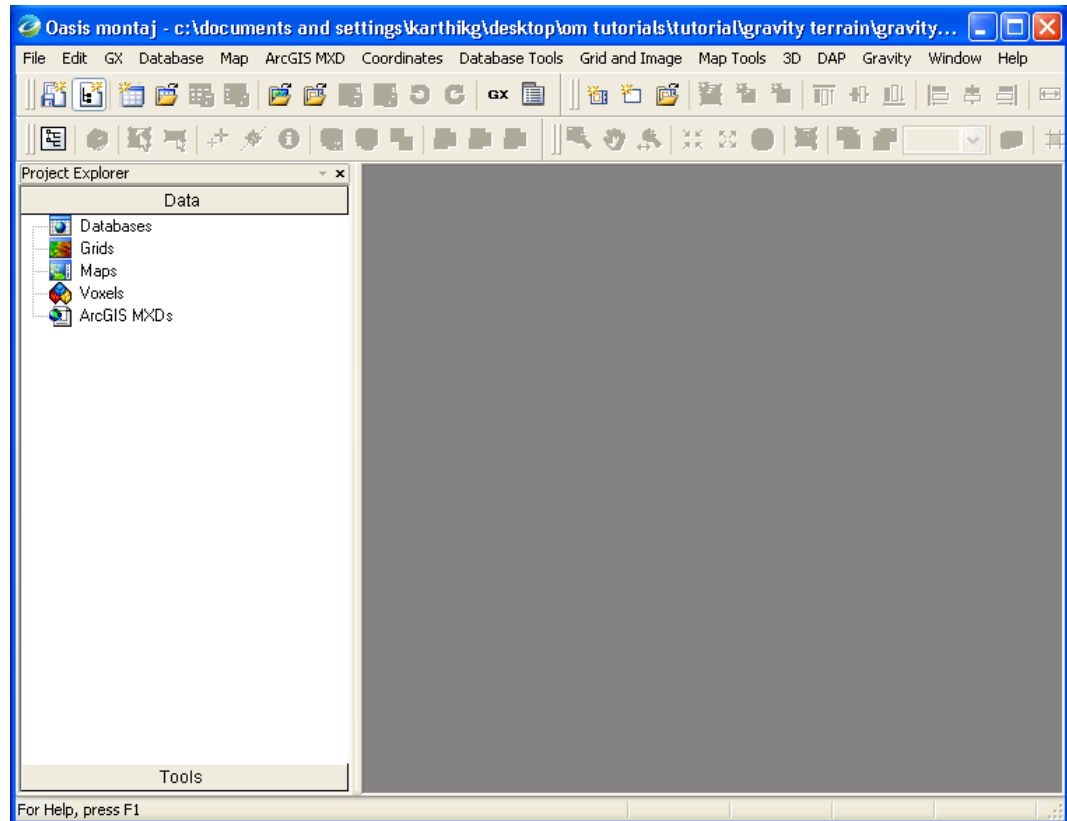 Oasis montaj - c:\documents and settings\karthikg\desktop\om tutorials\tutorial\gravity terrain\gravity...
File Edit GX Database Map ArcGIS MXD Coordinates Database Tools Grid and Image Map Tools 3D DAP Gravity Window Help
GX
Project Explorer
Data
Databases
Grids
Maps
Voxels
ArcGIS MXDs
Tools
For Help, press F1